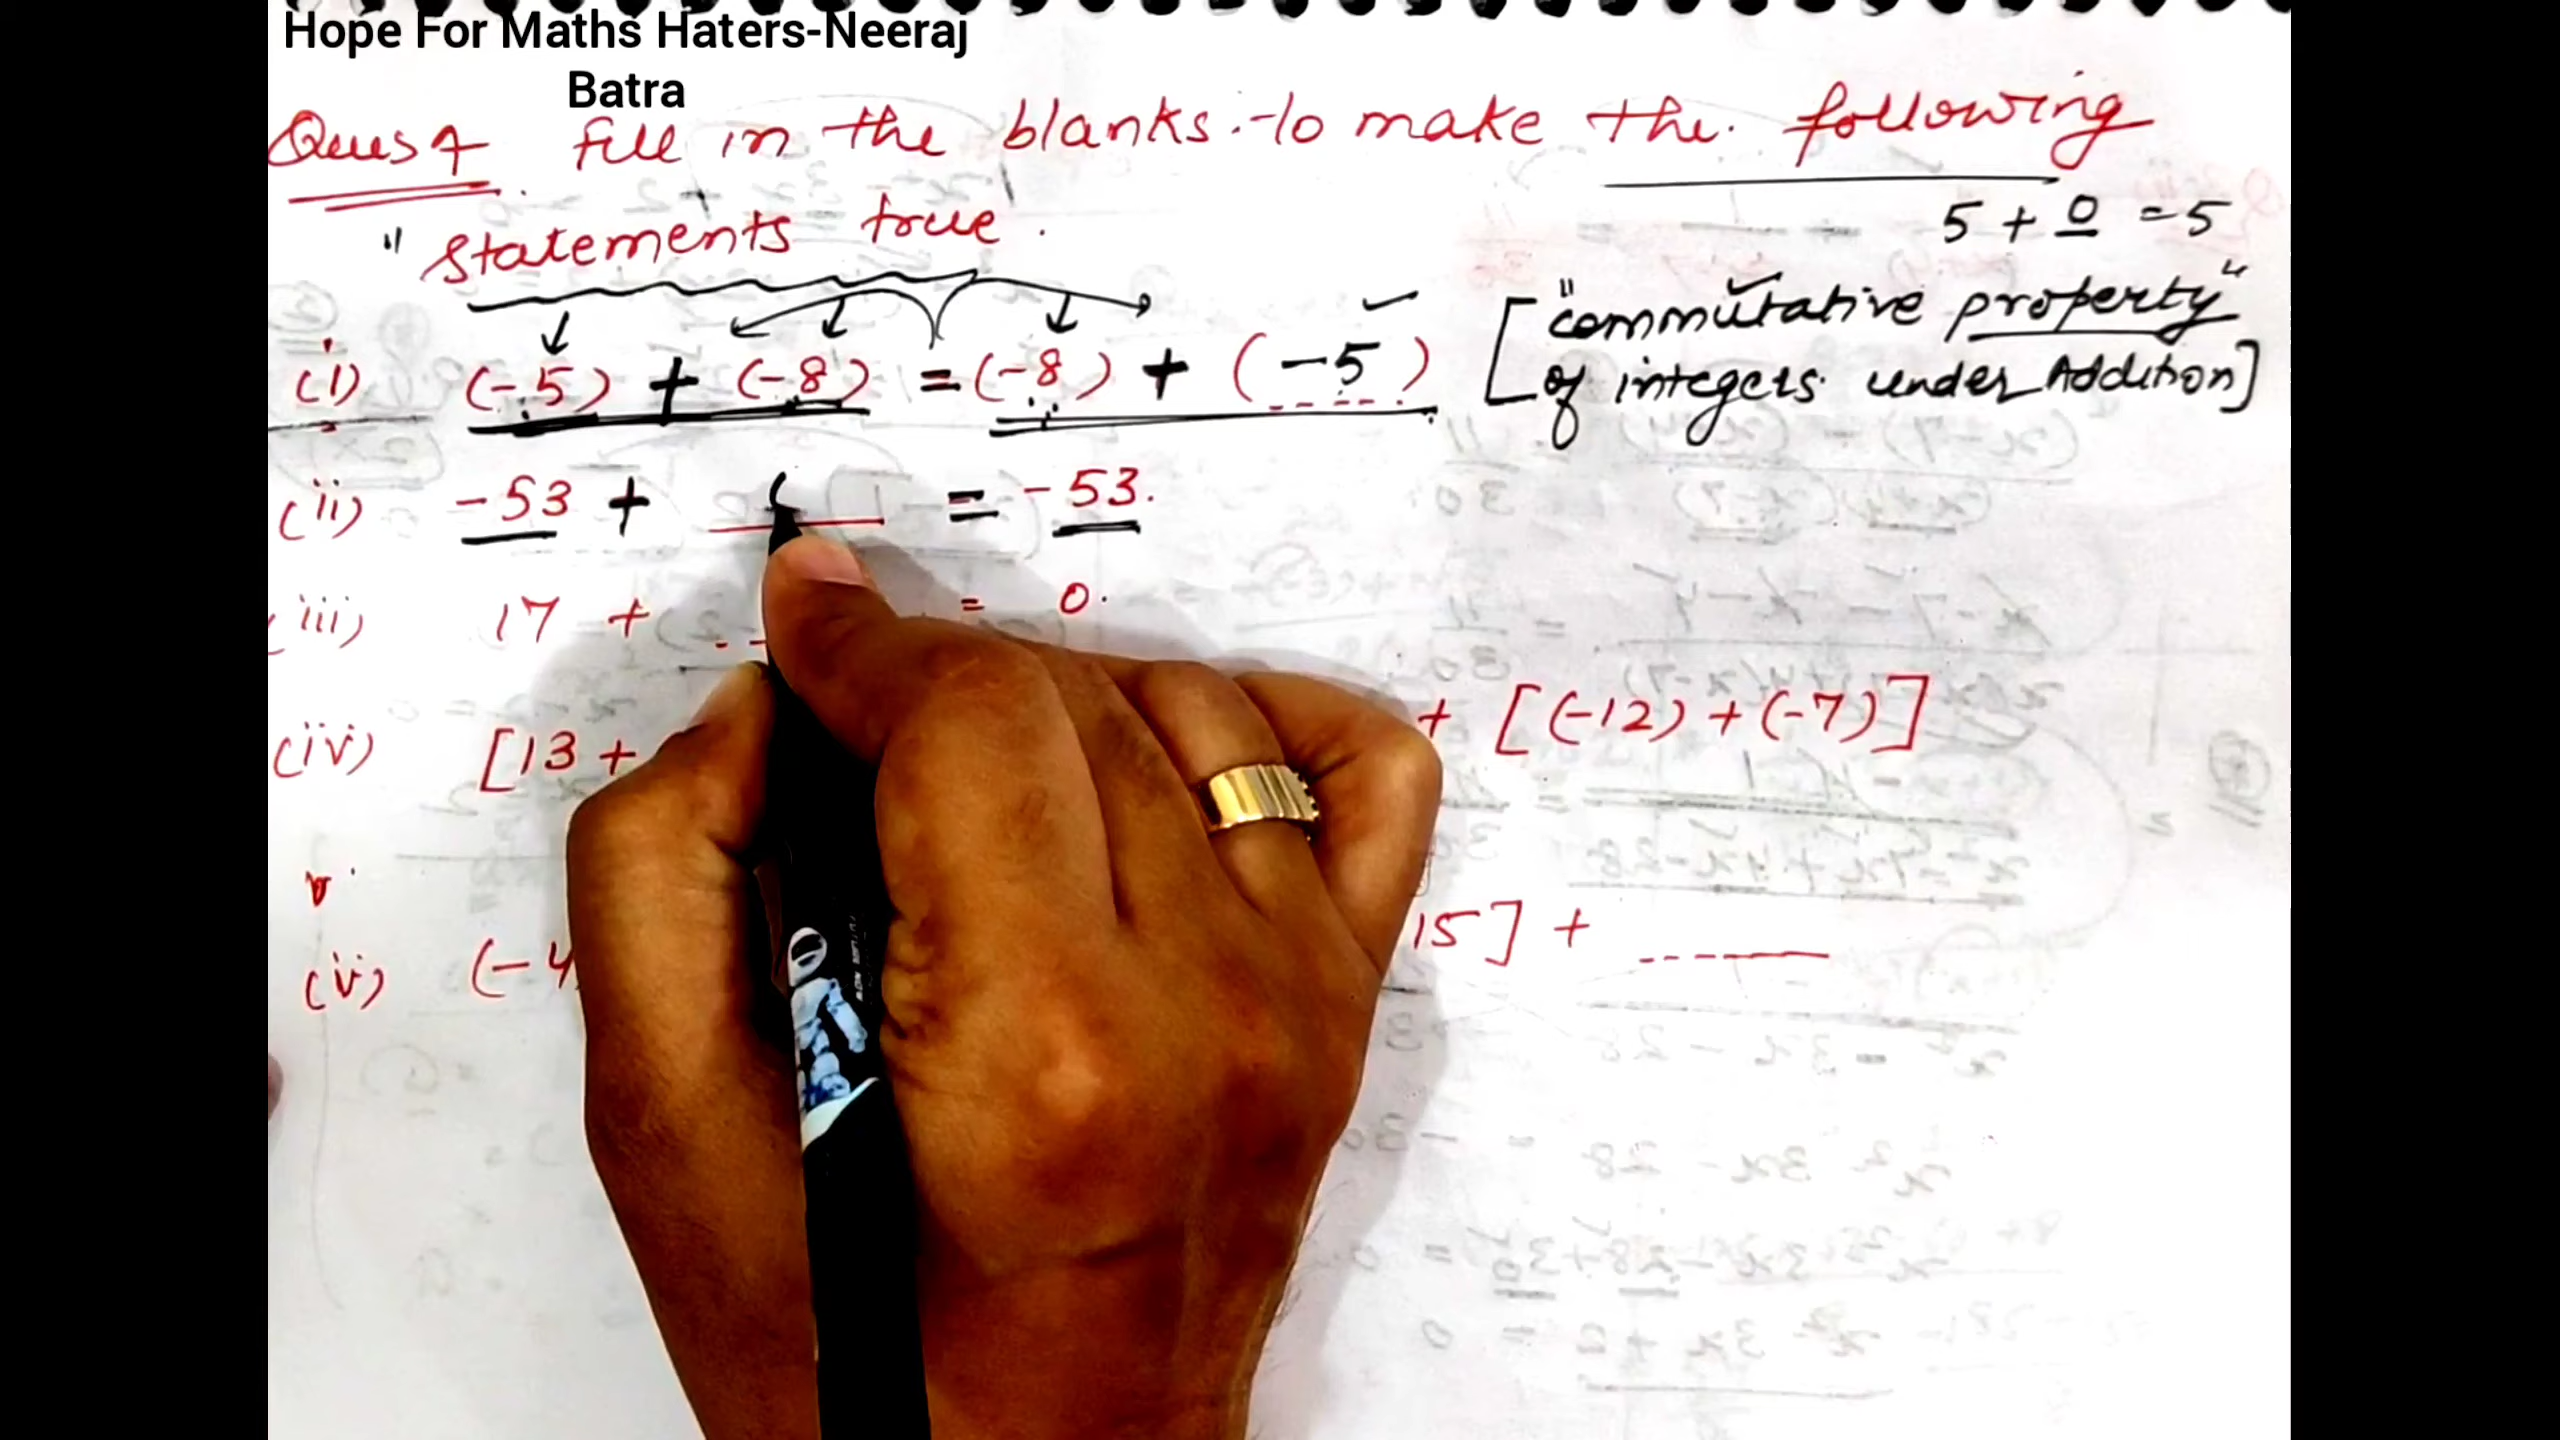 Hope For Maths Haters-Neeraj
Batra
Ques 4 Fill in the blanks to make the following
"statements true.
5 + 0 = 5
(i) (-5) + (-8) = (-8) + (-5)
["commutative property"
of integers under Addition]
(ii) -53 + = -53.
(iii) 17 + = 0.
(iv) [13 + + [(-12) + (-7)]
v
(v) (-4 15] +